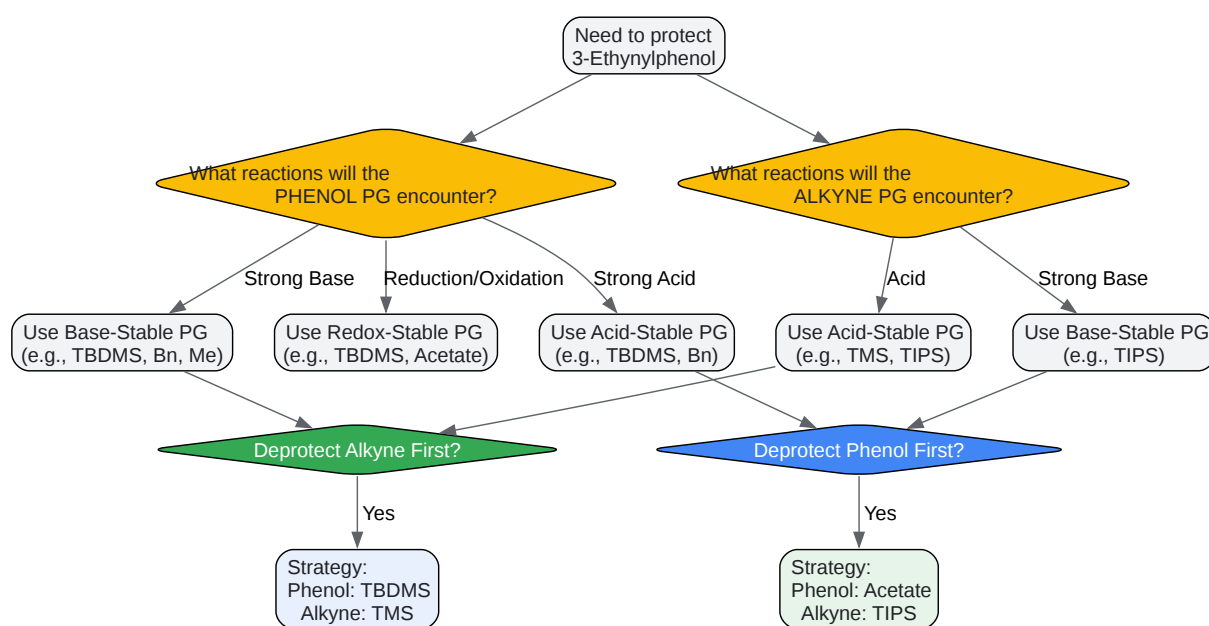 Need to protect
3-Ethynylphenol
What reactions will the
PHENOL PG encounter?
What reactions will the
ALKYNE PG encounter?
Strong Base
Reduction/Oxidation
Strong Acid
Acid
Strong Base
Use Base-Stable PG
(e.g., TBDMS, Bn, Me)
Use Redox-Stable PG
(e.g., TBDMS, Acetate)
Use Acid-Stable PG
(e.g., TBDMS, Bn)
Use Acid-Stable PG
(e.g., TMS, TIPS)
Use Base-Stable PG
(e.g., TIPS)
Deprotect Alkyne First?
Deprotect Phenol First?
Yes
Yes
Strategy:
Phenol: TBDMS
Alkyne: TMS
Strategy:
Phenol: Acetate
Alkyne: TIPS